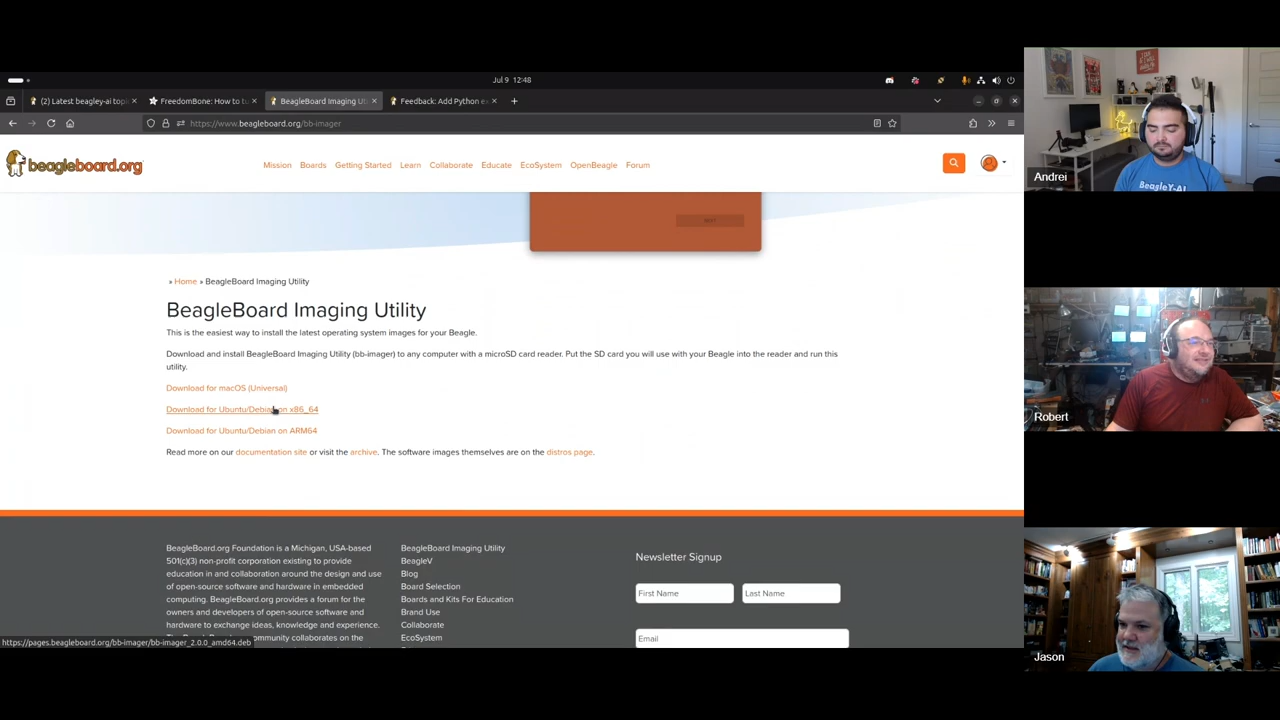 Jul 9 12:48
(2) Latest beagley-ai topi
FreedomBone: How to tu
BeagleBoard Imaging Uti
Feedback: Add Python ex
https://www.beagleboard.org/bb-imager
beagleboard.org
Mission
Boards
Getting Started
Learn
Collaborate
Educate
EcoSystem
OpenBeagle
Forum
NEXT
» Home » BeagleBoard Imaging Utility
BeagleBoard Imaging Utility
This is the easiest way to install the latest operating system images for your Beagle.
Download and install BeagleBoard Imaging Utility (bb-imager) to any computer with a microSD card reader. Put the SD card you will use with your Beagle into the reader and run this
utility.
Download for macOS (Universal)
Download for Ubuntu/Debian on x86_64
Download for Ubuntu/Debian on ARM64
Read more on our documentation site or visit the archive. The software images themselves are on the distros page.
BeagleBoard.org Foundation is a Michigan, USA-based
501(c)(3) non-profit corporation existing to provide
education in and collaboration around the design and use
of open-source software and hardware in embedded
computing. BeagleBoard.org provides a forum for the
owners and developers of open-source software and
hardware to exchange ideas, knowledge and experience.
community collaborates on the
BeagleBoard Imaging Utility
BeagleV
Blog
Board Selection
Boards and Kits For Education
Brand Use
Collaborate
EcoSystem
Newsletter Signup
First Name
Last Name
Email
https://pages.beagleboard.org/bb-imager/bb-imager_2.0.0_amd64.deb
Andrei
BeagleY-AI
Robert
Jason